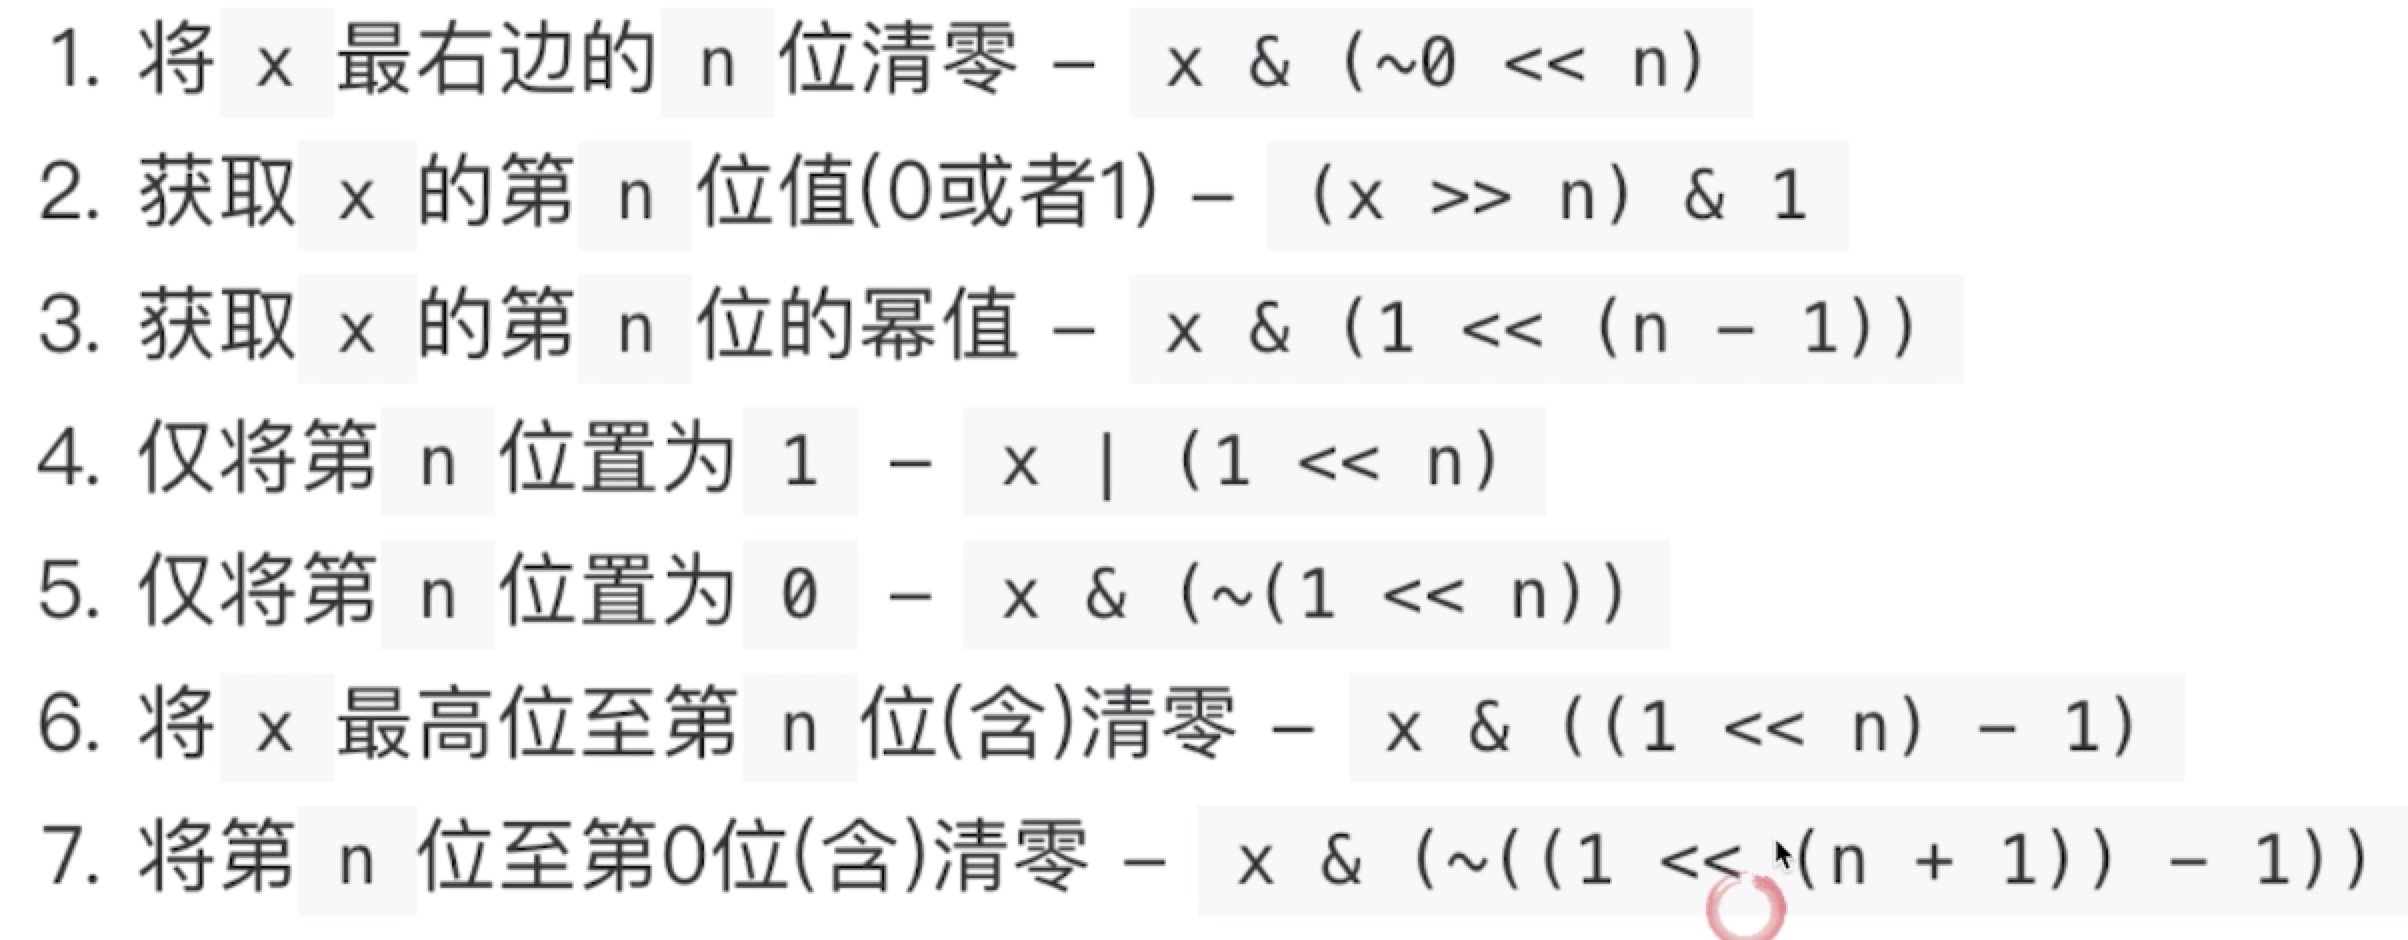 1. 将 x 最右边的 n 位清零 – x & (~0 << n)
2. 获取 x 的第 n 位值(0或者1) – (x >> n) & 1
3. 获取 x 的第 n 位的幂值 – x & (1 << (n – 1))
4. 仅将第 n 位置为 1 – x | (1 << n)
5. 仅将第 n 位置为 0 – x & (~(1 << n))
6. 将 x 最高位至第 n 位(含)清零 – x & ((1 << n) – 1)
7. 将第 n 位至第0位(含)清零 – x & (~((1 << (n + 1)) – 1))